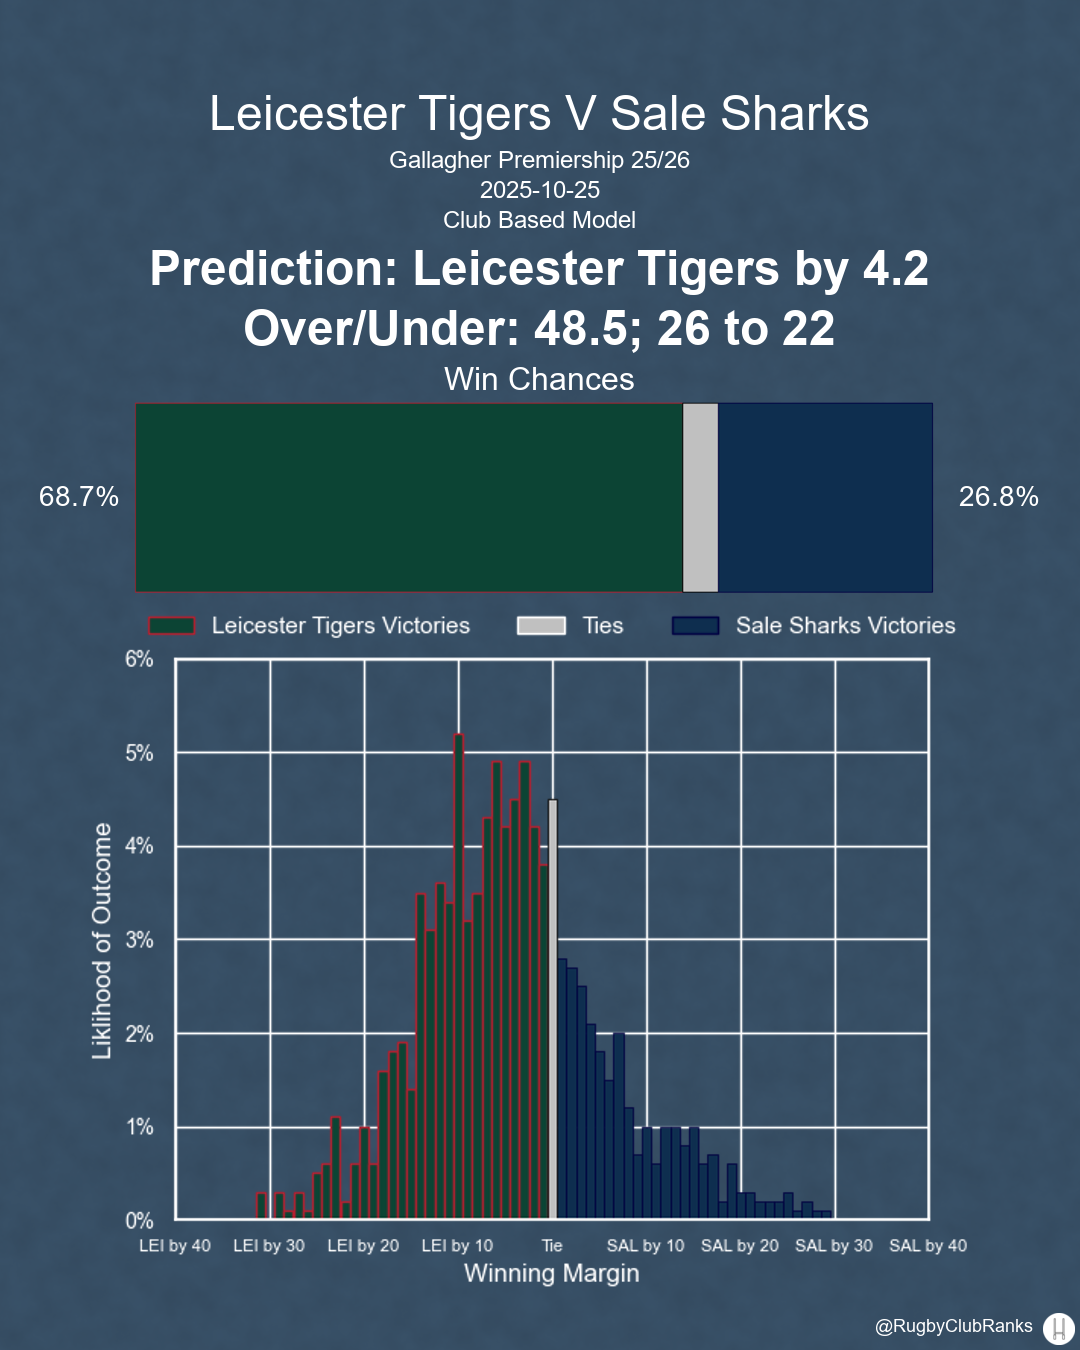 Leicester Tigers V Sale Sharks
Gallagher Premiership 25/26
2025-10-25
Club Based Model
Prediction: Leicester Tigers by 4.2
Over/Under: 48.5; 26 to 22
Win Chances
68.7%
26.8%
Leicester Tigers Victories Ties Sale Sharks Victories
6%
5%
4%
3%
2%
1%
0%
Liklihood of Outcome
LEI by 40 LEI by 30 LEI by 20 LEI by 10 Tie SAL by 10 SAL by 20 SAL by 30 SAL by 40
Winning Margin
@RugbyClubRanks